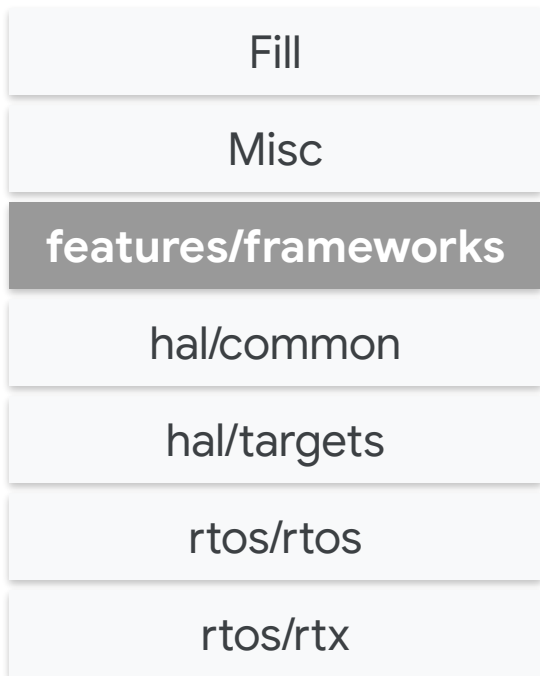 Fill
Misc
features/frameworks
hal/common
hal/targets
rtos/rtos
rtos/rtx